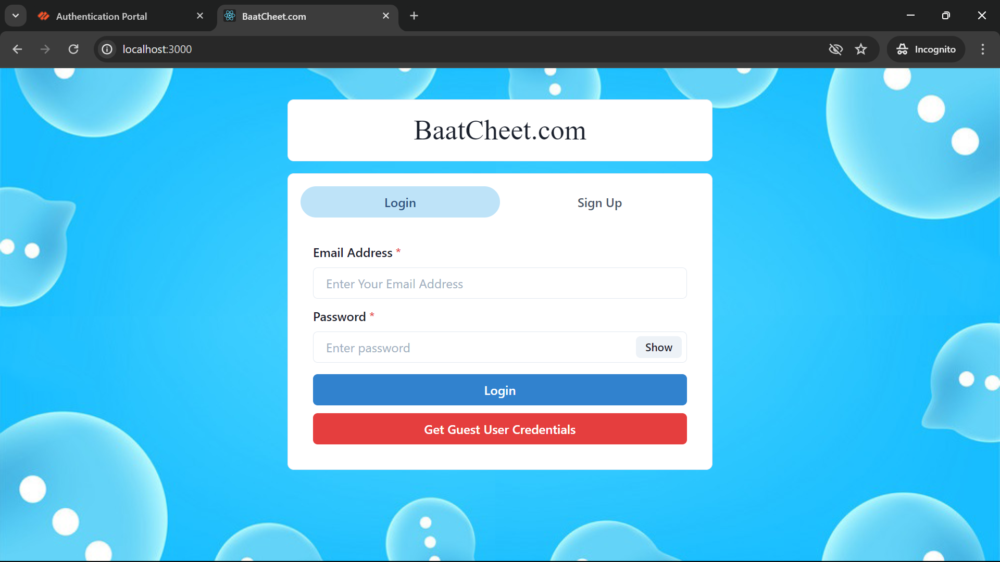 Authentication Portal
BaatCheet.com
localhost:3000
Incognito
BaatCheet.com
Login
Sign Up
Email Address *
Enter Your Email Address
Password *
Enter password
Show
Login
Get Guest User Credentials